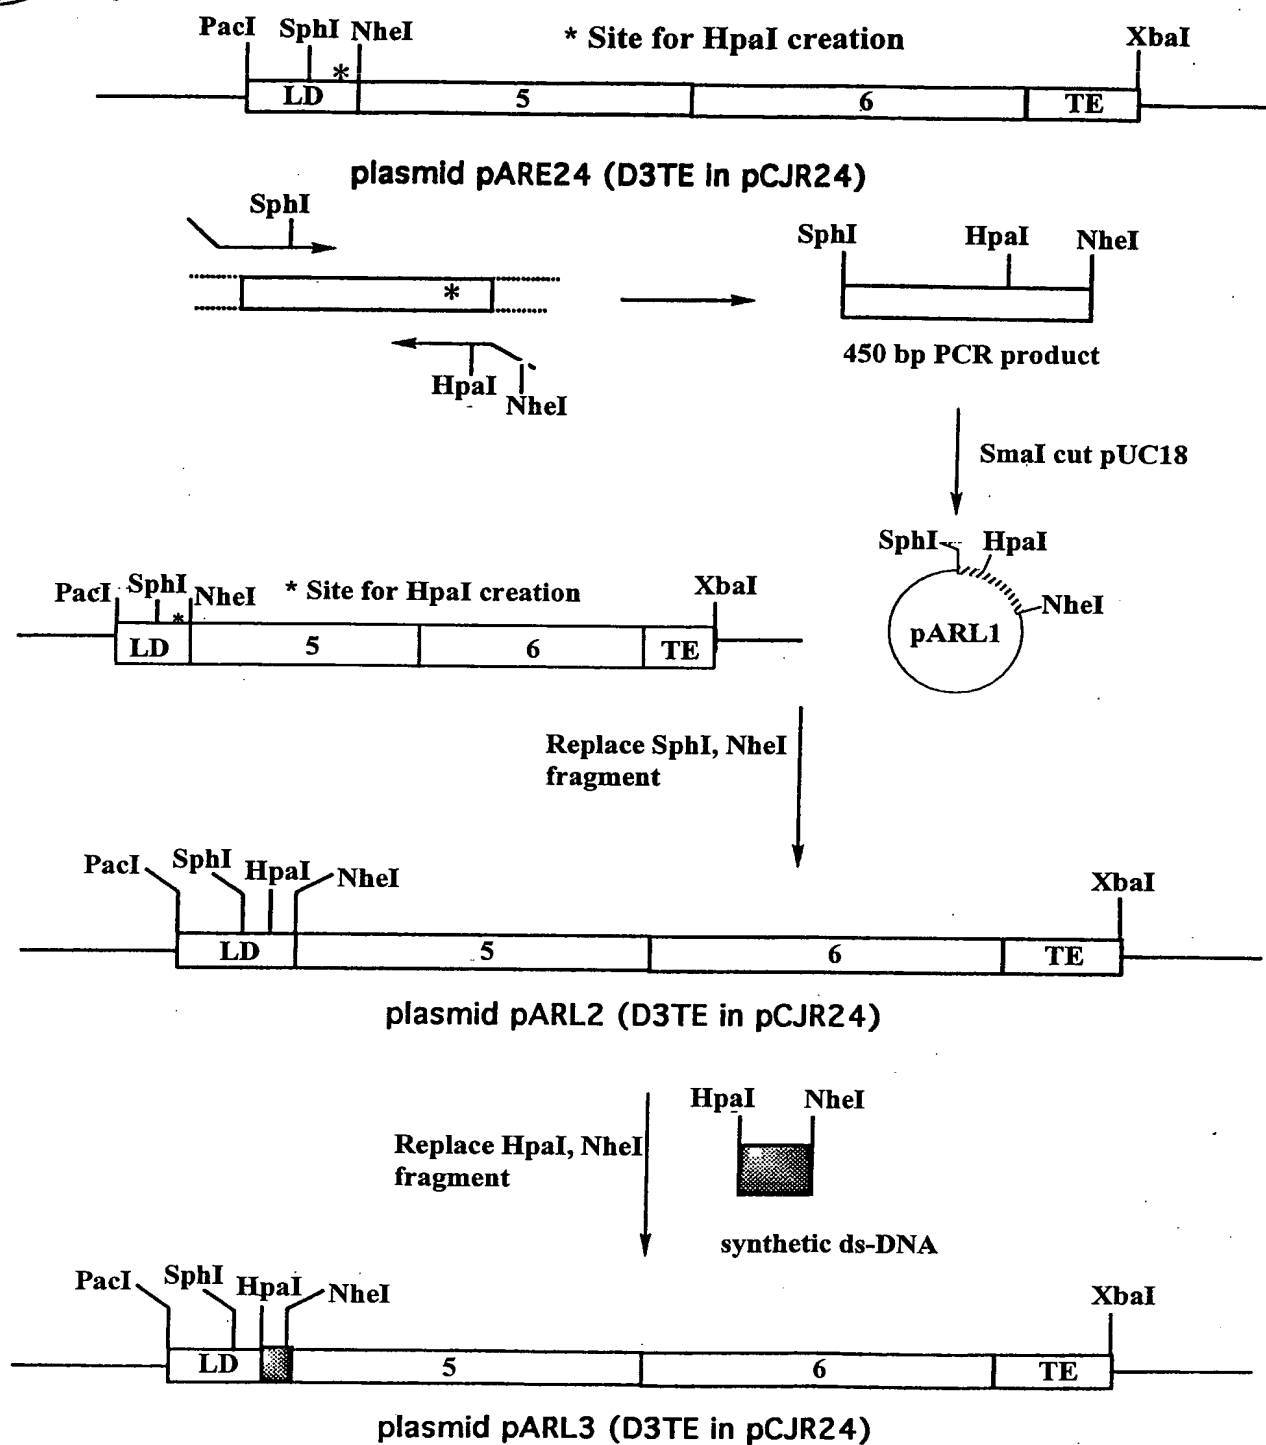 PacI SphI NheI * Site for HpaI creation XbaI
*
LD 5 6 TE
plasmid pARE24 (D3TE in pCJR24)
SphI
SphI HpaI NheI
*
450 bp PCR product
HpaI
NheI
SmaI cut pUC18
SphI HpaI
NheI
pARL1
PacI SphI NheI * Site for HpaI creation XbaI
*
LD 5 6 TE
Replace SphI, NheI
fragment
PacI SphI HpaI NheI XbaI
LD 5 6 TE
plasmid pARL2 (D3TE in pCJR24)
HpaI NheI
Replace HpaI, NheI
fragment
synthetic ds-DNA
PacI SphI HpaI NheI XbaI
LD 5 6 TE
plasmid pARL3 (D3TE in pCJR24)